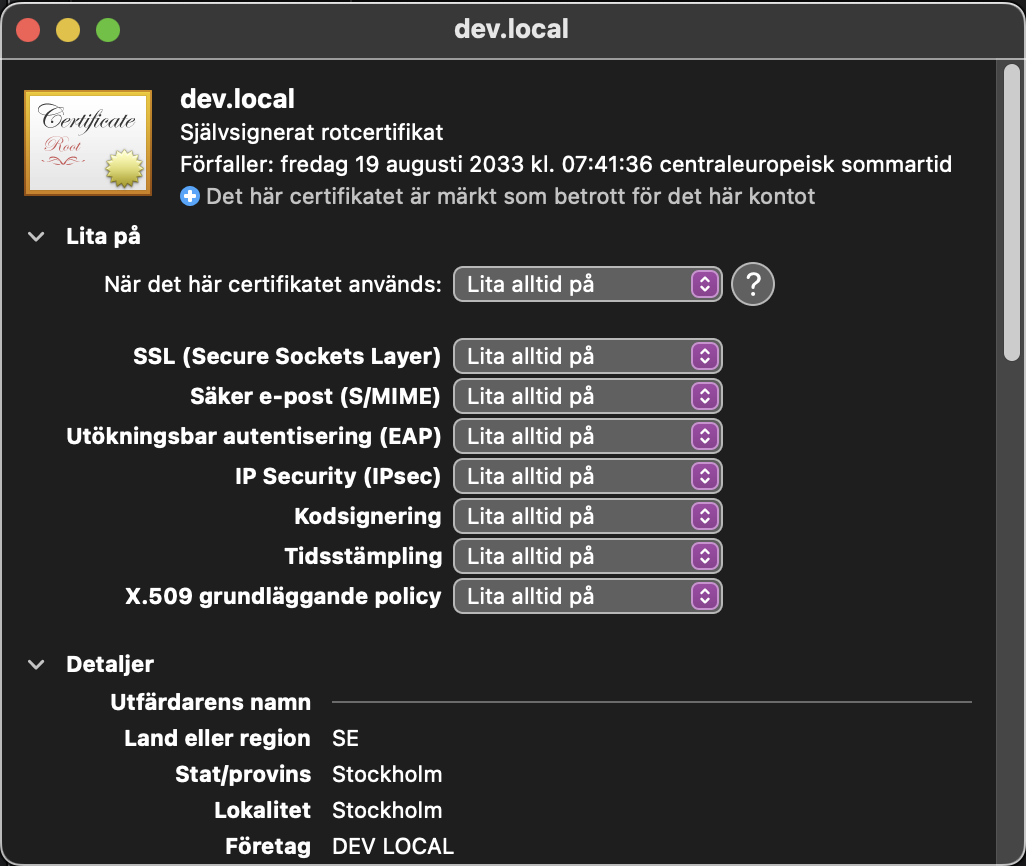 dev.local
Certificate
Root
dev.local
Självsignerat rotcertifikat
Förfaller: fredag 19 augusti 2033 kl. 07:41:36 centraleuropeisk sommartid
Det här certifikatet är märkt som betrott för det här kontot
Lita på
När det här certifikatet används: Lita alltid på ?
SSL (Secure Sockets Layer) Lita alltid på
Säker e-post (S/MIME) Lita alltid på
Utökningsbar autentisering (EAP) Lita alltid på
IP Security (IPsec) Lita alltid på
Kodsignering Lita alltid på
Tidsstämpling Lita alltid på
X.509 grundläggande policy Lita alltid på
Detaljer
Utfärdarens namn
Land eller region SE
Stat/provins Stockholm
Lokalitet Stockholm
Företag DEV LOCAL